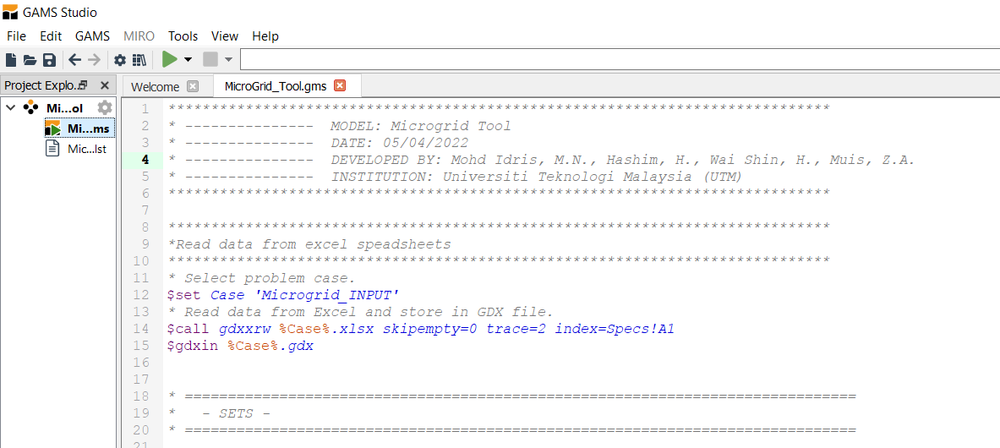 GAMS Studio
File Edit GAMS MIRO Tools View Help
Project Explo..
Welcome MicroGrid_Tool.gms
Mi...ol
Mi...ms
Mic...lst
1 ******************************************************************************
2 * --------------- MODEL: Microgrid Tool
3 * --------------- DATE: 05/04/2022
4 * --------------- DEVELOPED BY: Mohd Idris, M.N., Hashim, H., Wai Shin, H., Muis, Z.A.
5 * --------------- INSTITUTION: Universiti Teknologi Malaysia (UTM)
6 ******************************************************************************
7
8 ******************************************************************************
9 *Read data from excel speadsheets
10 ******************************************************************************
11 * Select problem case.
12 $set Case 'Microgrid_INPUT'
13 * Read data from Excel and store in GDX file.
14 $call gdxxrw %Case%.xlsx skipempty=0 trace=2 index=Specs!A1
15 $gdxin %Case%.gdx
16
17
18 * ==============================================================================
19 * - SETS -
20 * ==============================================================================
21